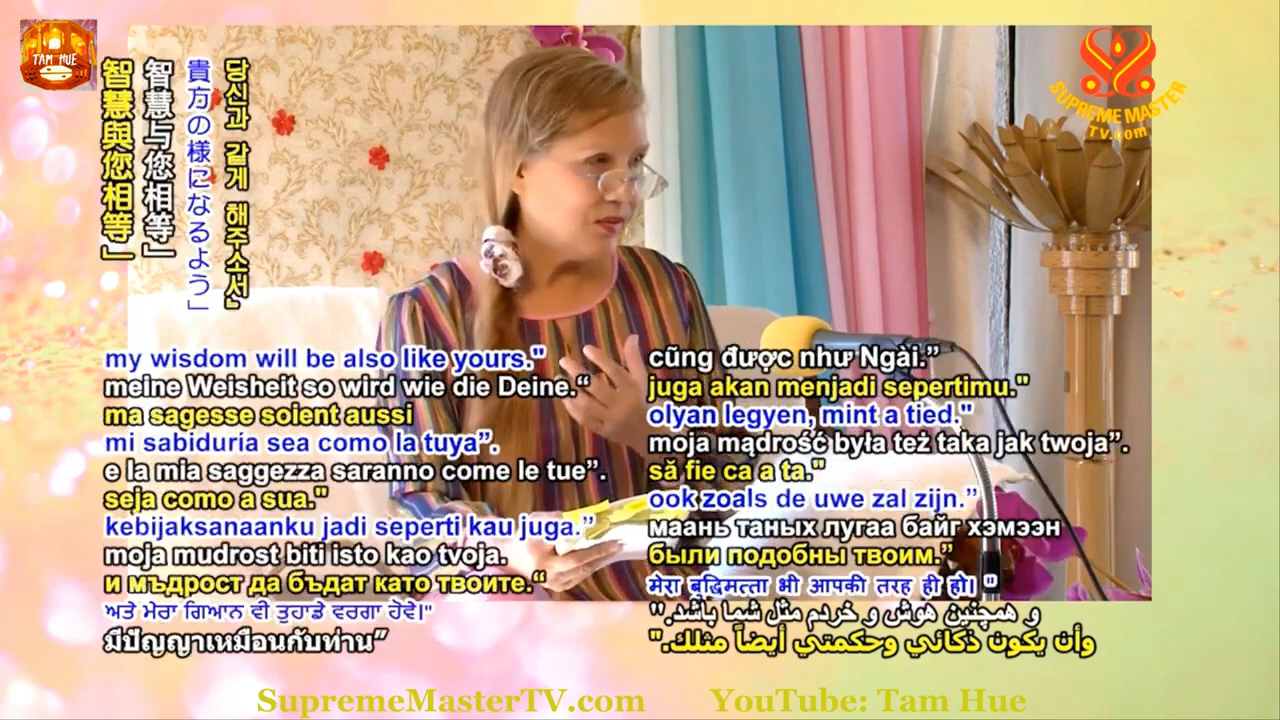 TAM HUE
SUPREME MASTER
TV.com
당신과 같게 해주소서』
貴方の様になるよう」
智慧与您相等」
智慧與您相等」
my wisdom will be also like yours."
meine Weisheit so wird wie die Deine.“
ma sagesse soient aussi
mi sabiduría sea como la tuya”.
e la mia saggezza saranno come le tue”.
seja como a sua."
kebijaksanaanku jadi seperti kau juga.”
moja mudrost biti isto kao tvoja.
и мъдрост да бъдат като твоите.“
ਅਤੇ ਮੇਰਾ ਗਿਆਨ ਵੀ ਤੁਹਾਡੇ ਵਰਗਾ ਹੋਵੇ।"
มีปัญญาเหมือนกับท่าน”
cũng được như Ngài.”
juga akan menjadi sepertimu."
olyan legyen, mint a tied."
moja mądrość była też taka jak twoja”.
să fie ca a ta."
ook zoals de uwe zal zijn.”
маань таных лугаа байг хэмээн
были подобны твоим.”
मेरा बुद्धिमत्ता भी आपकी तरह ही हो। "
و همچنین هوش و خردم مثل شما باشد."
وأن يكون ذكائي وحكمتي أيضاً مثلك."
SupremeMasterTV.com YouTube: Tam Hue